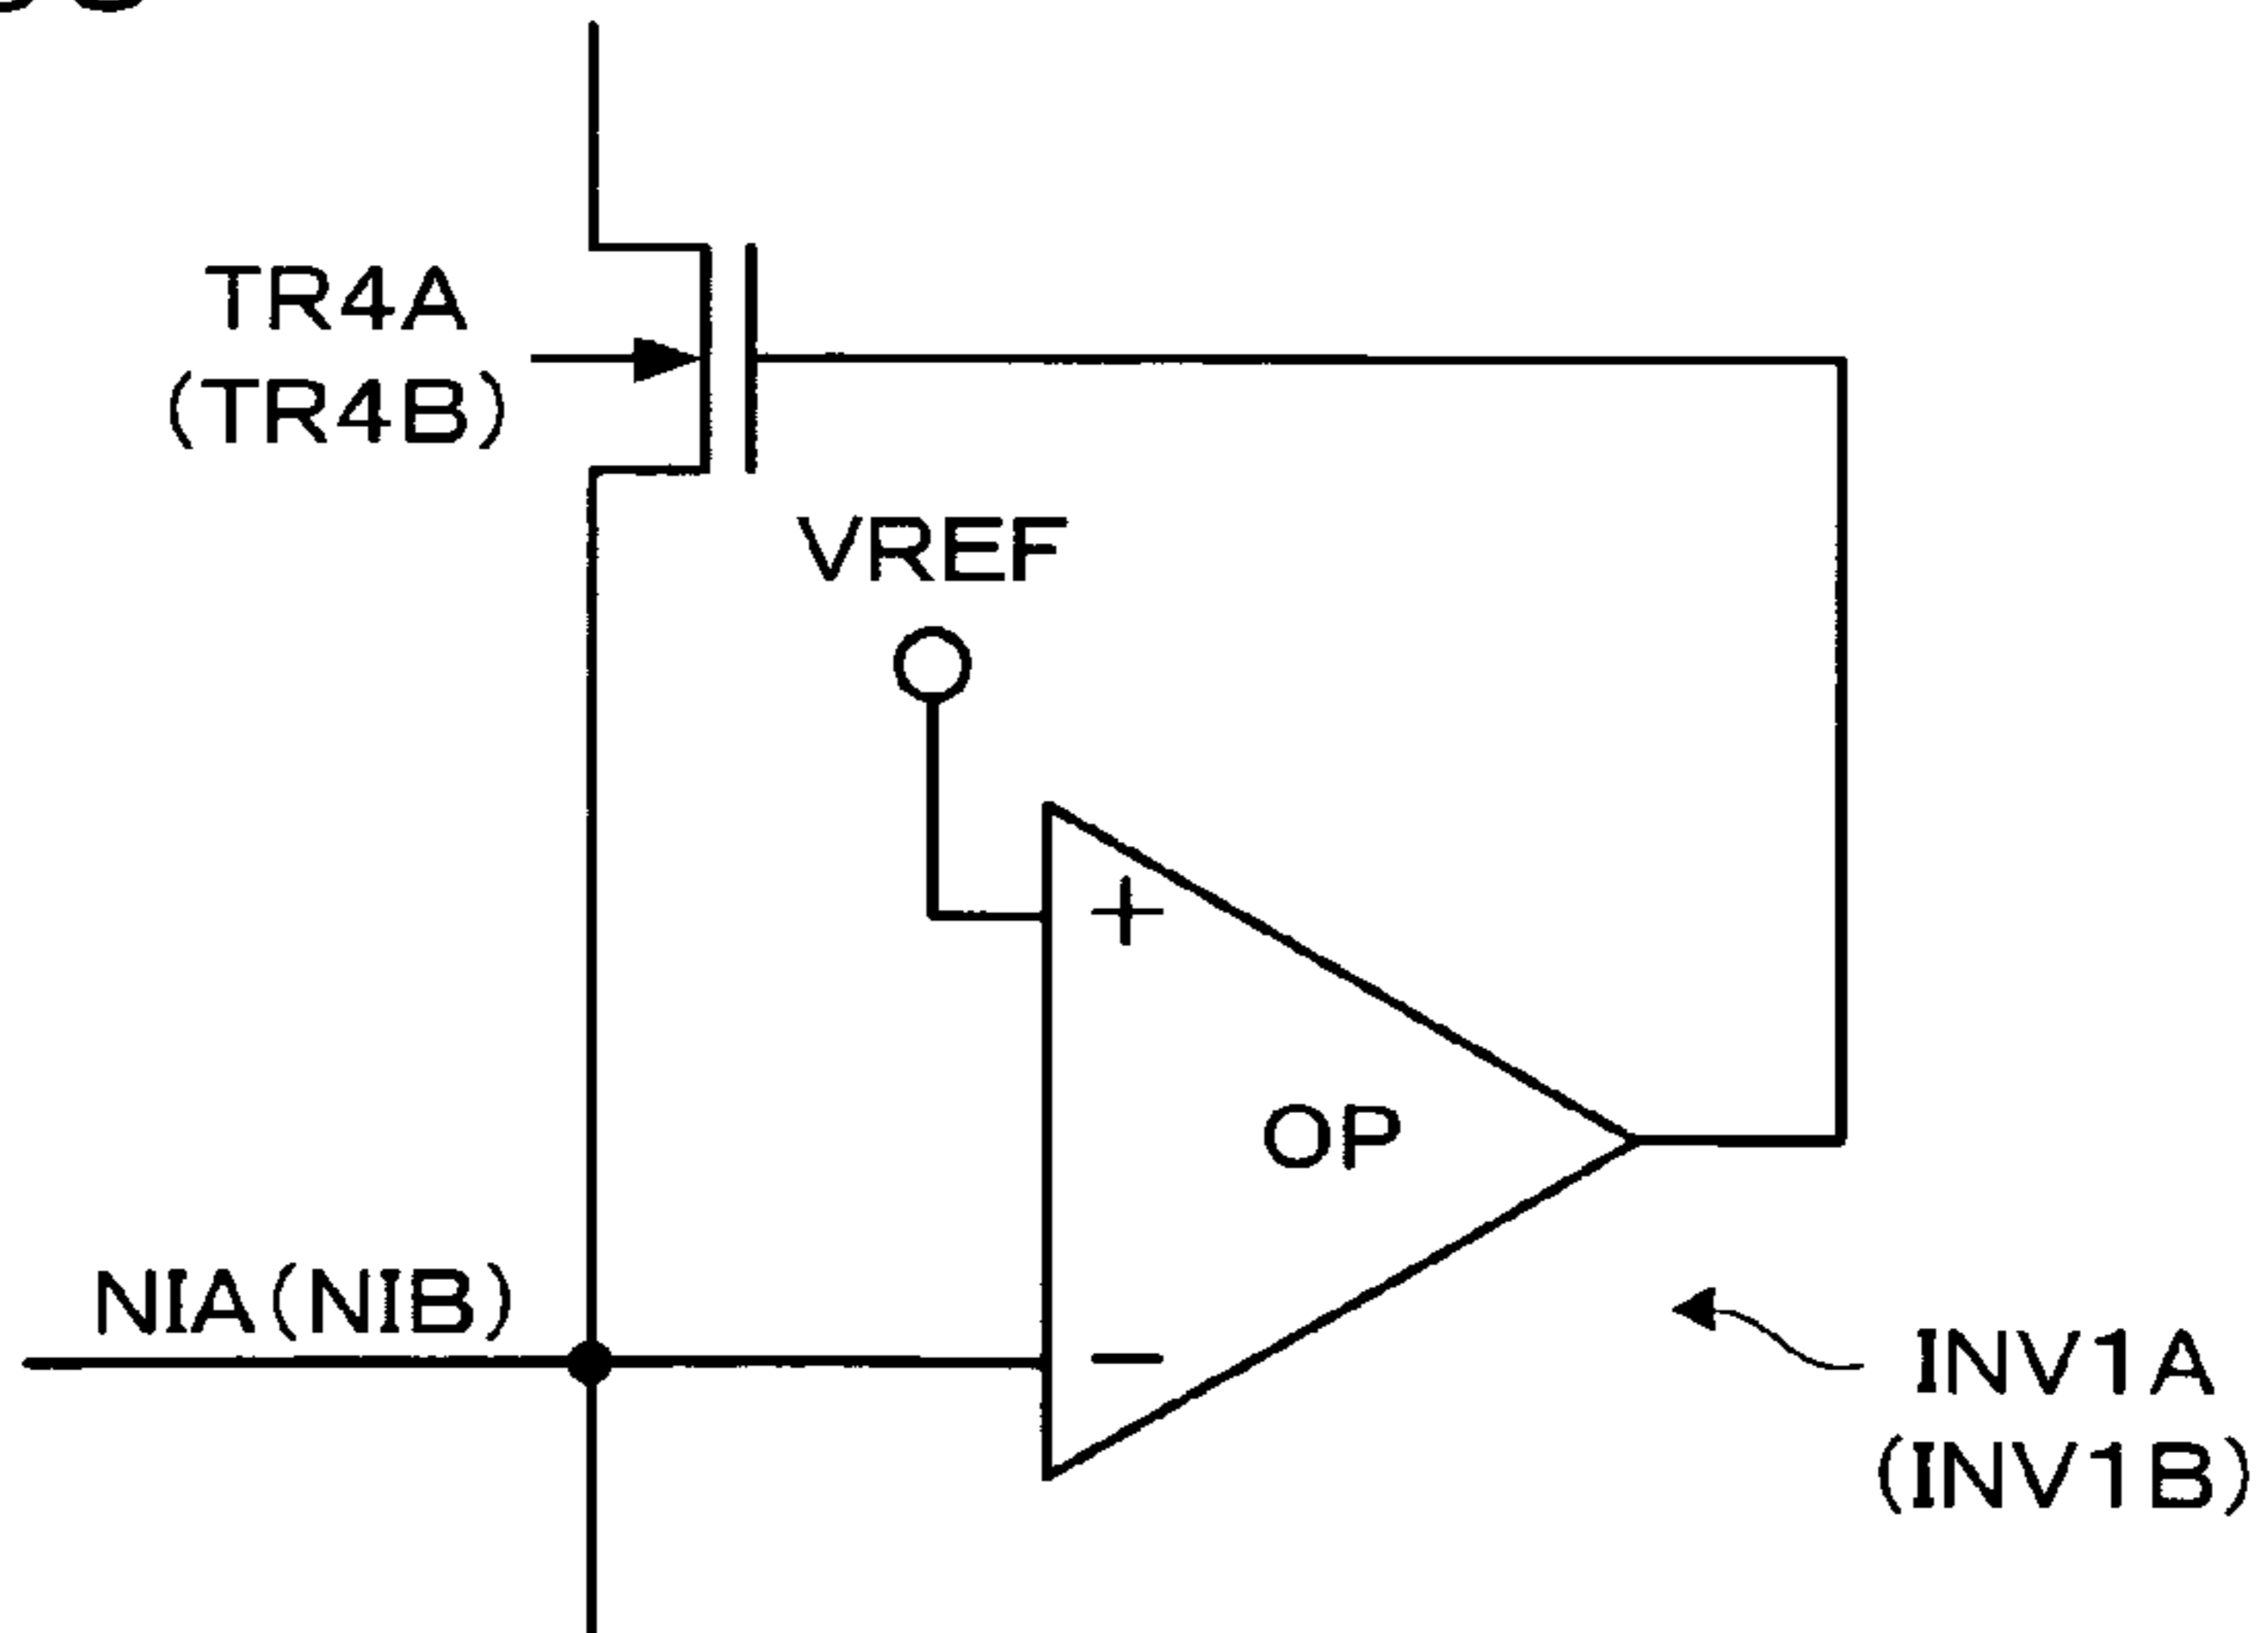 TR4A
(TR4B)
VREF
+
OP
NIA(NIB)
−
INV1A
(INV1B)